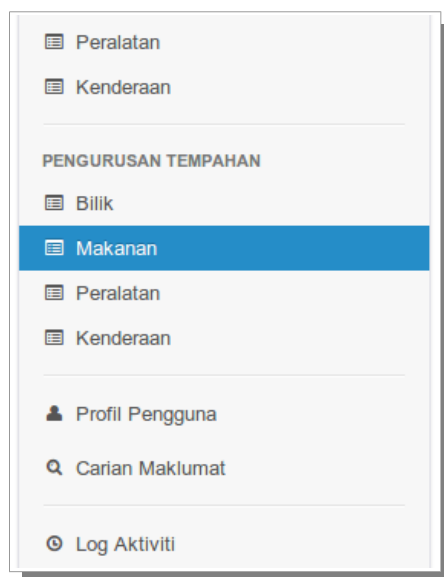 Peralatan
Kenderaan
PENGURUSAN TEMPAHAN
Bilik
Makanan
Peralatan
Kenderaan
Profil Pengguna
Carian Maklumat
Log Aktiviti